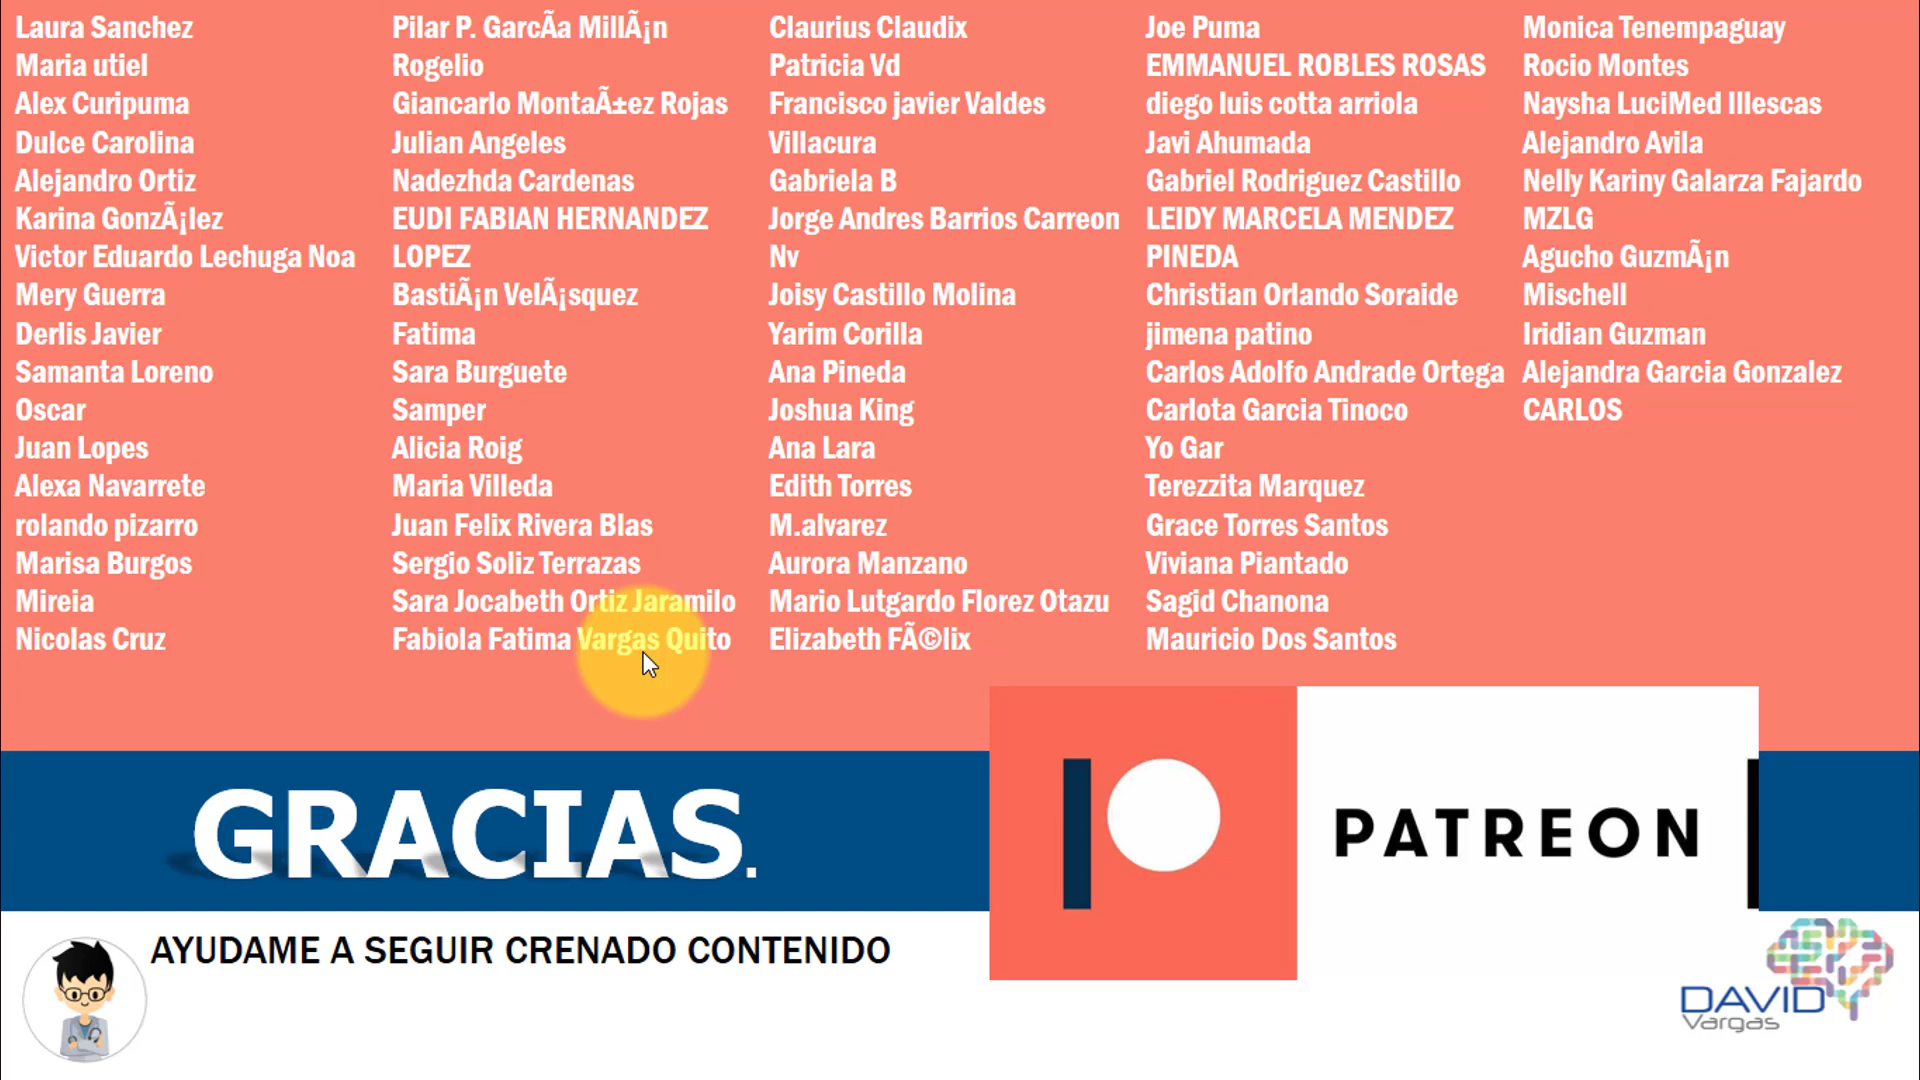 Laura Sanchez
Maria utiel
Alex Curipuma
Dulce Carolina
Alejandro Ortiz
Karina GonzÃ¡lez
Victor Eduardo Lechuga Noa
Mery Guerra
Derlis Javier
Samanta Loreno
Oscar
Juan Lopes
Alexa Navarrete
rolando pizarro
Marisa Burgos
Mireia
Nicolas Cruz
Pilar P. GarcÃa MillÃ¡n
Rogelio
Giancarlo MontaÃ±ez Rojas
Julian Angeles
Nadezhda Cardenas
EUDI FABIAN HERNANDEZ
LOPEZ
BastiÃ¡n VelÃ¡squez
Fatima
Sara Burguete
Samper
Alicia Roig
Maria Villeda
Juan Felix Rivera Blas
Sergio Soliz Terrazas
Sara Jocabeth Ortiz Jaramilo
Fabiola Fatima Vargas Quito
Claurius Claudix
Patricia Vd
Francisco javier Valdes
Villacura
Gabriela B
Jorge Andres Barrios Carreon
Nv
Joisy Castillo Molina
Yarim Corilla
Ana Pineda
Joshua King
Ana Lara
Edith Torres
M.alvarez
Aurora Manzano
Mario Lutgardo Florez Otazu
Elizabeth FÃ©lix
Joe Puma
EMMANUEL ROBLES ROSAS
diego luis cotta arriola
Javi Ahumada
Gabriel Rodriguez Castillo
LEIDY MARCELA MENDEZ
PINEDA
Christian Orlando Soraide
jimena patino
Carlos Adolfo Andrade Ortega
Carlota Garcia Tinoco
Yo Gar
Terezzita Marquez
Grace Torres Santos
Viviana Piantado
Sagid Chanona
Mauricio Dos Santos
Monica Tenempaguay
Rocio Montes
Naysha LuciMed Illescas
Alejandro Avila
Nelly Kariny Galarza Fajardo
MZLG
Agucho GuzmÃ¡n
Mischell
Iridian Guzman
Alejandra Garcia Gonzalez
CARLOS
GRACIAS.
PATREON
AYUDAME A SEGUIR CRENADO CONTENIDO
DAVID
Vargas